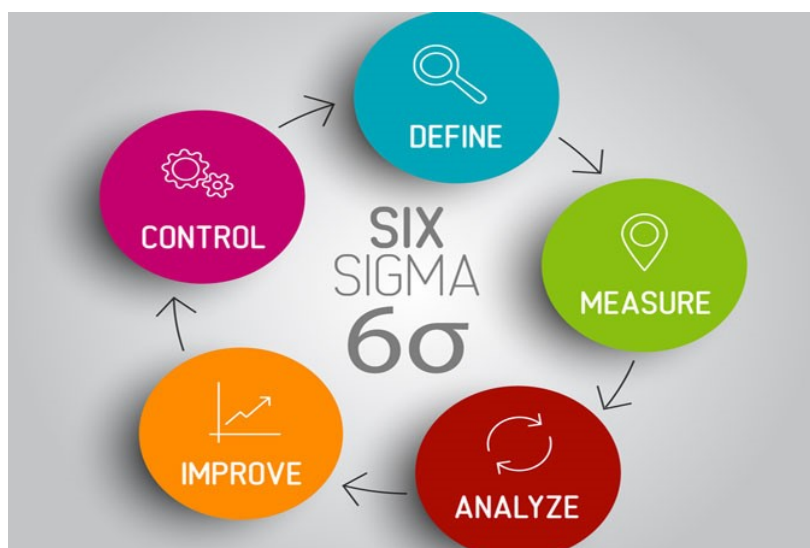 DEFINE
CONTROL
SIX
SIGMA
6σ
MEASURE
IMPROVE
ANALYZE